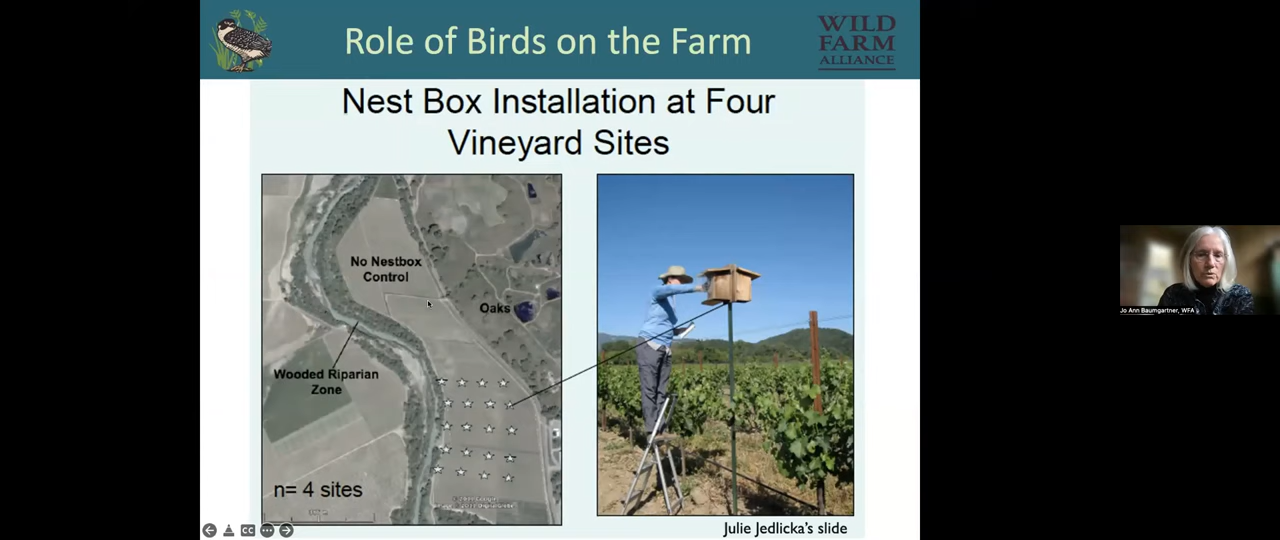 Role of Birds on the Farm
WILD
FARM
ALLIANCE
Nest Box Installation at Four
Vineyard Sites
No Nestbox
Control
Oaks
Wooded Riparian
Zone
n= 4 sites
Julie Jedlicka's slide
CC
Jo Ann Baumgartner, WFA